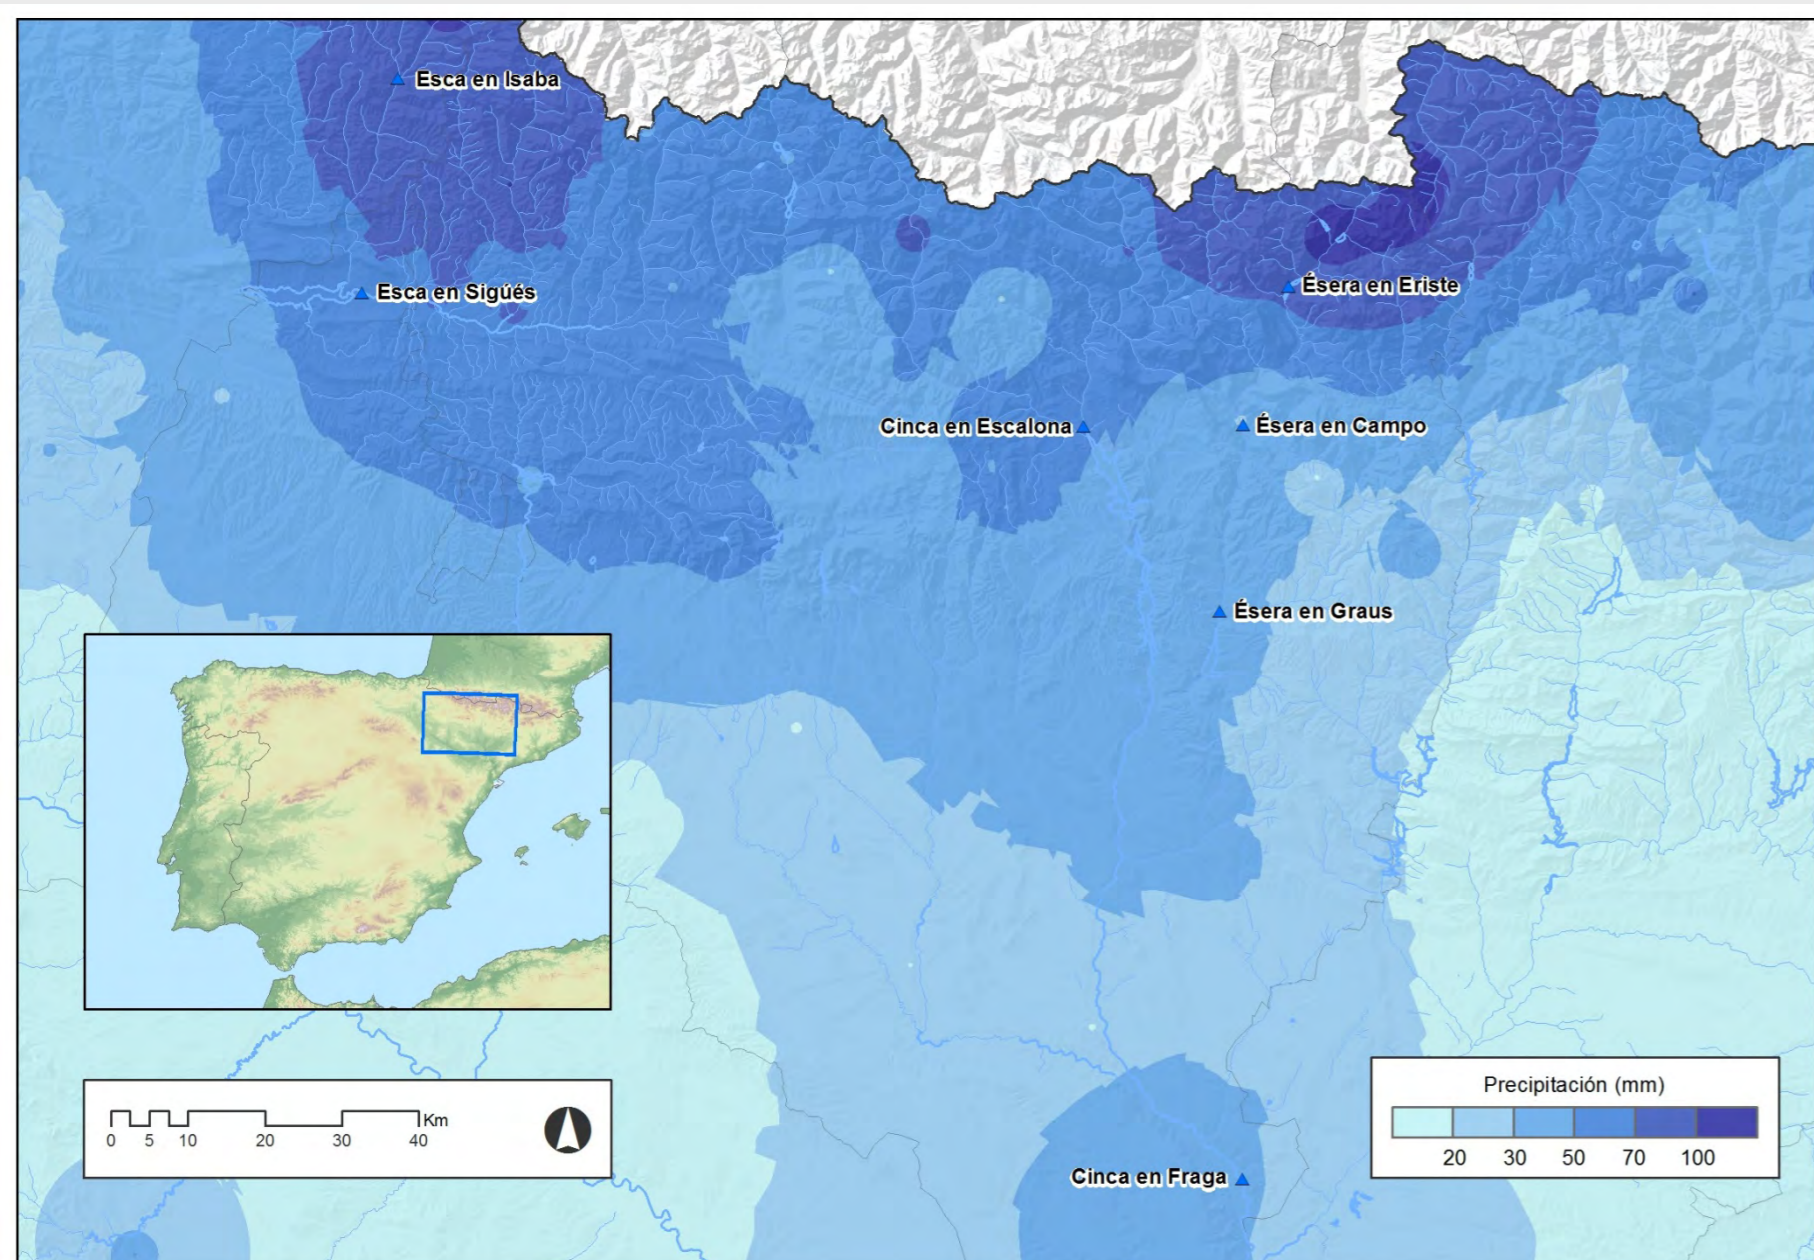 Esca en Isaba
Ésera en Eriste
Esca en Sigúés
Cinca en Escalona
Ésera en Campo
Ésera en Graus
Precipitación (mm)
20 30 50 70 100
Km
0 5 10 20 30 40
Cinca en Fraga